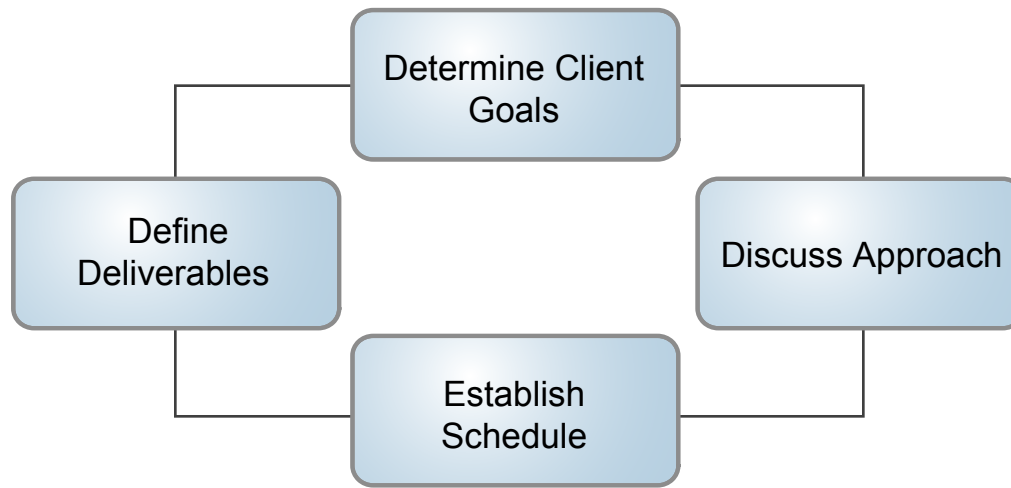 Determine Client
Goals
Define
Deliverables
Discuss Approach
Establish
Schedule